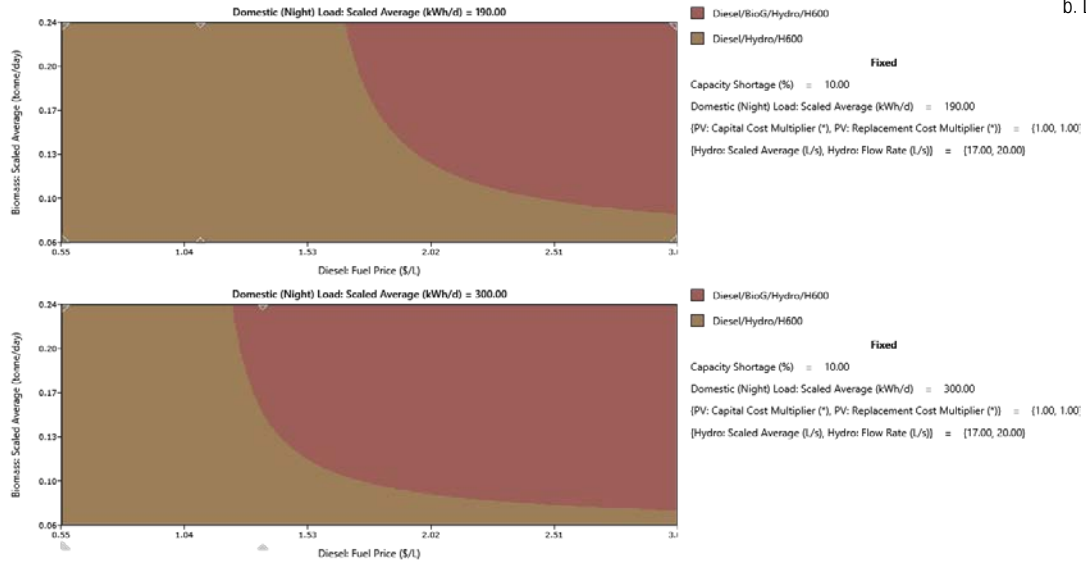 b. L
Domestic (Night) Load: Scaled Average (kWh/d) = 190.00
Biomass: Scaled Average (tonne/day)
0.24
0.20
0.17
0.13
0.10
0.06
0.55 1.04 1.53 2.02 2.51 3.0
Diesel: Fuel Price ($/L)
Diesel/BioG/Hydro/H600
Diesel/Hydro/H600
Fixed
Capacity Shortage (%) = 10.00
Domestic (Night) Load: Scaled Average (kWh/d) = 190.00
{PV: Capital Cost Multiplier (*), PV: Replacement Cost Multiplier (*)} = {1.00, 1.00}
{Hydro: Scaled Average (L/s), Hydro: Flow Rate (L/s)} = {17.00, 20.00}
Domestic (Night) Load: Scaled Average (kWh/d) = 300.00
Biomass: Scaled Average (tonne/day)
0.24
0.20
0.17
0.13
0.10
0.06
0.55 1.04 1.53 2.02 2.51 3.0
Diesel: Fuel Price ($/L)
Diesel/BioG/Hydro/H600
Diesel/Hydro/H600
Fixed
Capacity Shortage (%) = 10.00
Domestic (Night) Load: Scaled Average (kWh/d) = 300.00
{PV: Capital Cost Multiplier (*), PV: Replacement Cost Multiplier (*)} = {1.00, 1.00}
{Hydro: Scaled Average (L/s), Hydro: Flow Rate (L/s)} = {17.00, 20.00}